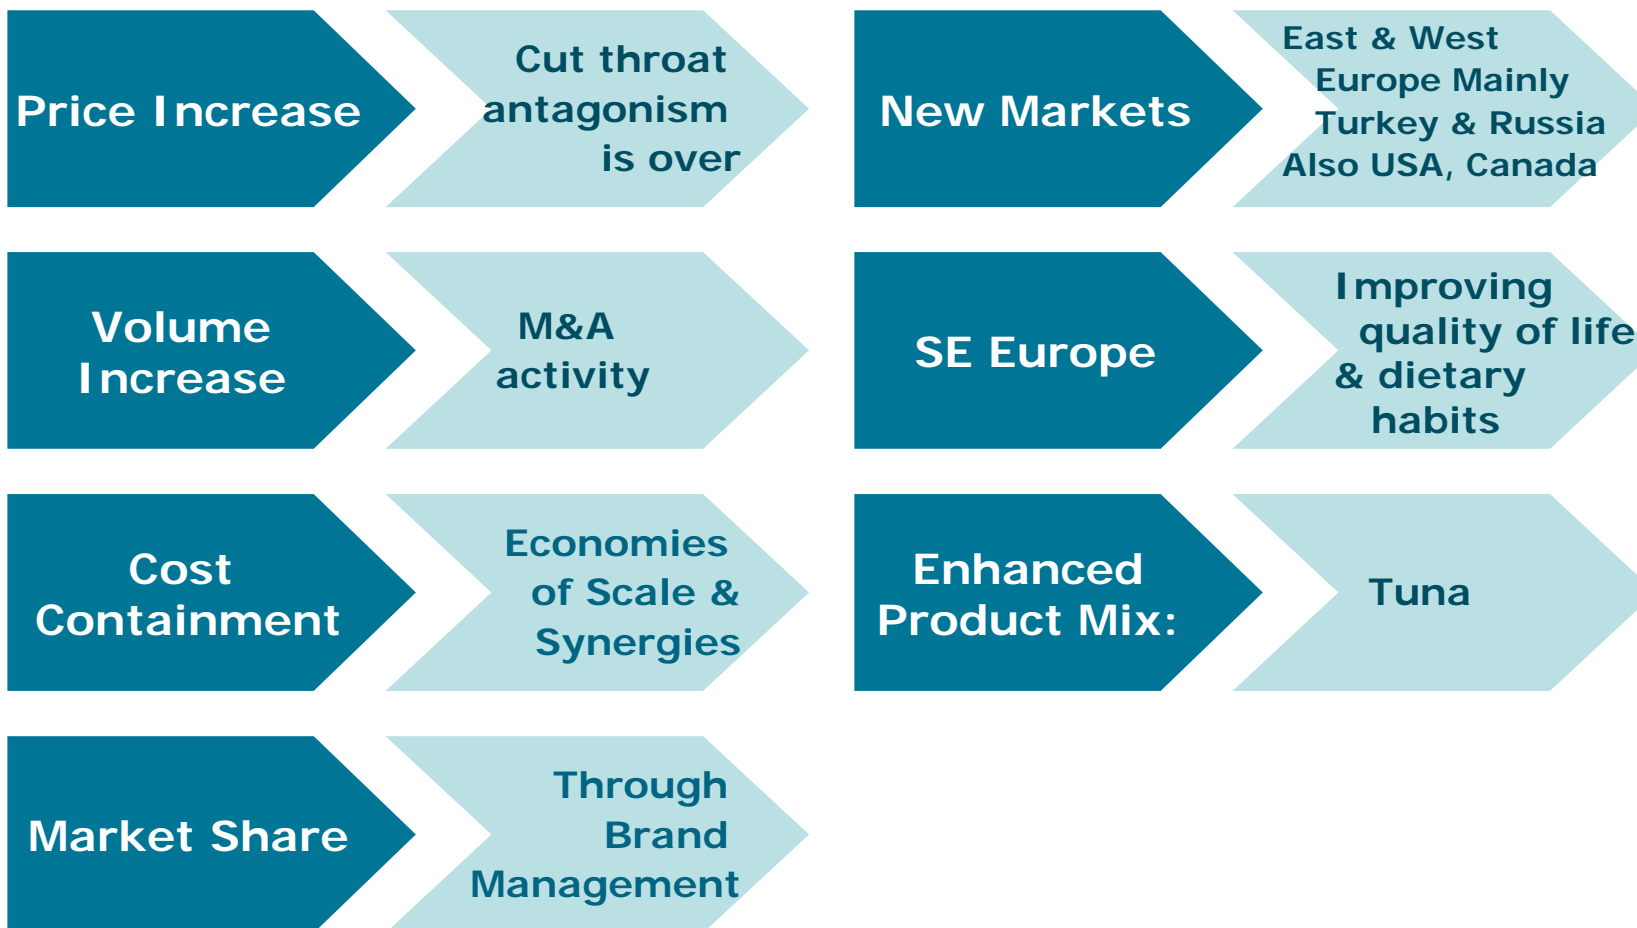 Price Increase
Cut throat
antagonism
is over
New Markets
East & West
Europe Mainly
Turkey & Russia
Also USA, Canada
Volume
Increase
M&A
activity
SE Europe
Improving
quality of life
& dietary
habits
Cost
Containment
Economies
of Scale &
Synergies
Enhanced
Product Mix:
Tuna
Market Share
Through
Brand
Management